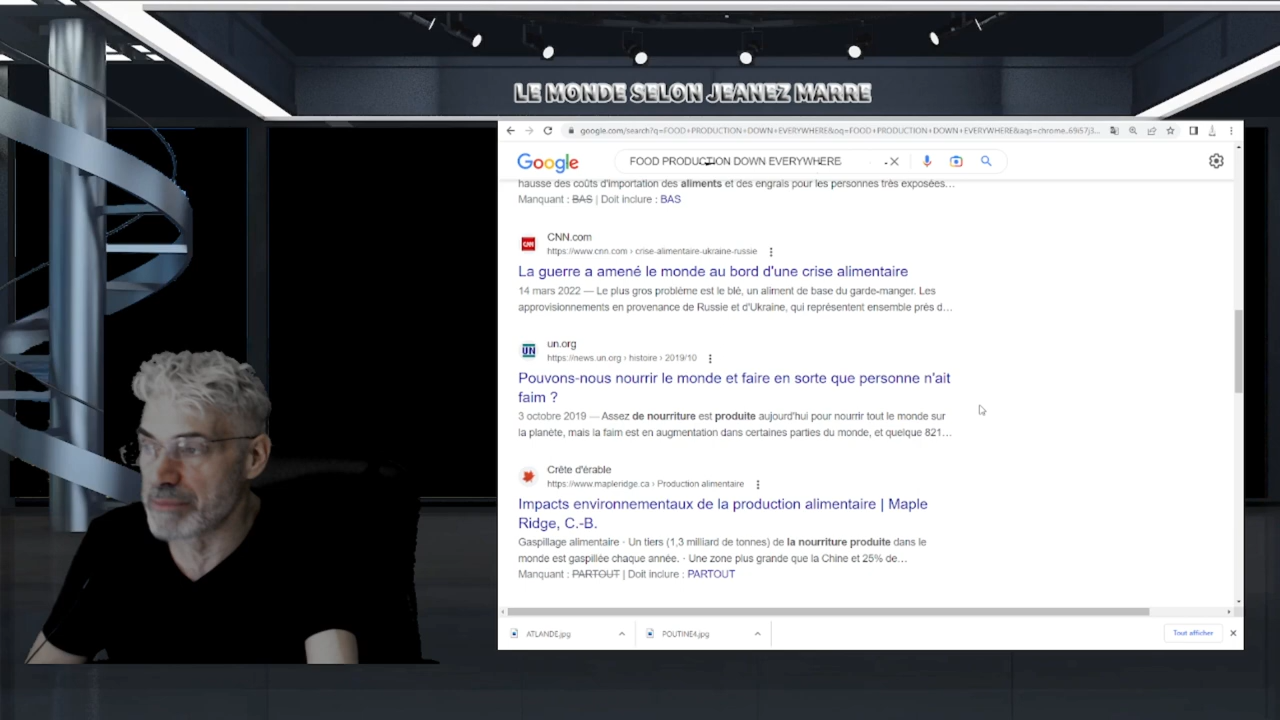 LE MONDE SELON JEANEZ MARRE
google.com/search?q=FOOD+PRODUCTION+DOWN+EVERYWHERE&oq=FOOD+PRODUCTION+DOWN+EVERYWHERE&aqs=chrome..69i57j3...
Google
FOOD PRODUCTION DOWN EVERYWHERE
hausse des coûts d'importation des aliments et des engrais pour les personnes très exposées...
Manquant : BAS | Doit inclure : BAS
CNN.com
https://www.cnn.com › crise-alimentaire-ukraine-russie
La guerre a amené le monde au bord d'une crise alimentaire
14 mars 2022 — Le plus gros problème est le blé, un aliment de base du garde-manger. Les
approvisionnements en provenance de Russie et d'Ukraine, qui représentent ensemble près d...
UN
un.org
https://news.un.org › histoire › 2019/10
Pouvons-nous nourrir le monde et faire en sorte que personne n'ait
faim ?
3 octobre 2019 — Assez de nourriture est produite aujourd'hui pour nourrir tout le monde sur
la planète, mais la faim est en augmentation dans certaines parties du monde, et quelque 821...
Crête d'érable
https://www.mapleridge.ca › Production alimentaire
Impacts environnementaux de la production alimentaire | Maple
Ridge, C.-B.
Gaspillage alimentaire · Un tiers (1,3 milliard de tonnes) de la nourriture produite dans le
monde est gaspillée chaque année. · Une zone plus grande que la Chine et 25% de...
Manquant : PARTOUT | Doit inclure : PARTOUT
ATLANDE.jpg
POUTINE4.jpg
Tout afficher